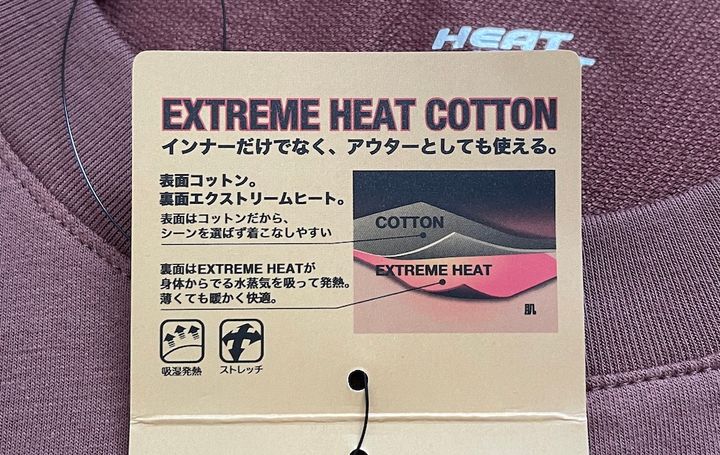 HEAT
EXTREME HEAT COTTON
インナーだけでなく、アウターとしても使える。
表面コットン。
裏面エクストリームヒート。
表面はコットンだから、
シーンを選ばず着こなしやすい
裏面はEXTREME HEATが
身体からでる水蒸気を吸って発熱。
薄くても暖かく快適。
COTTON
EXTREME HEAT
肌
吸湿発熱
ストレッチ